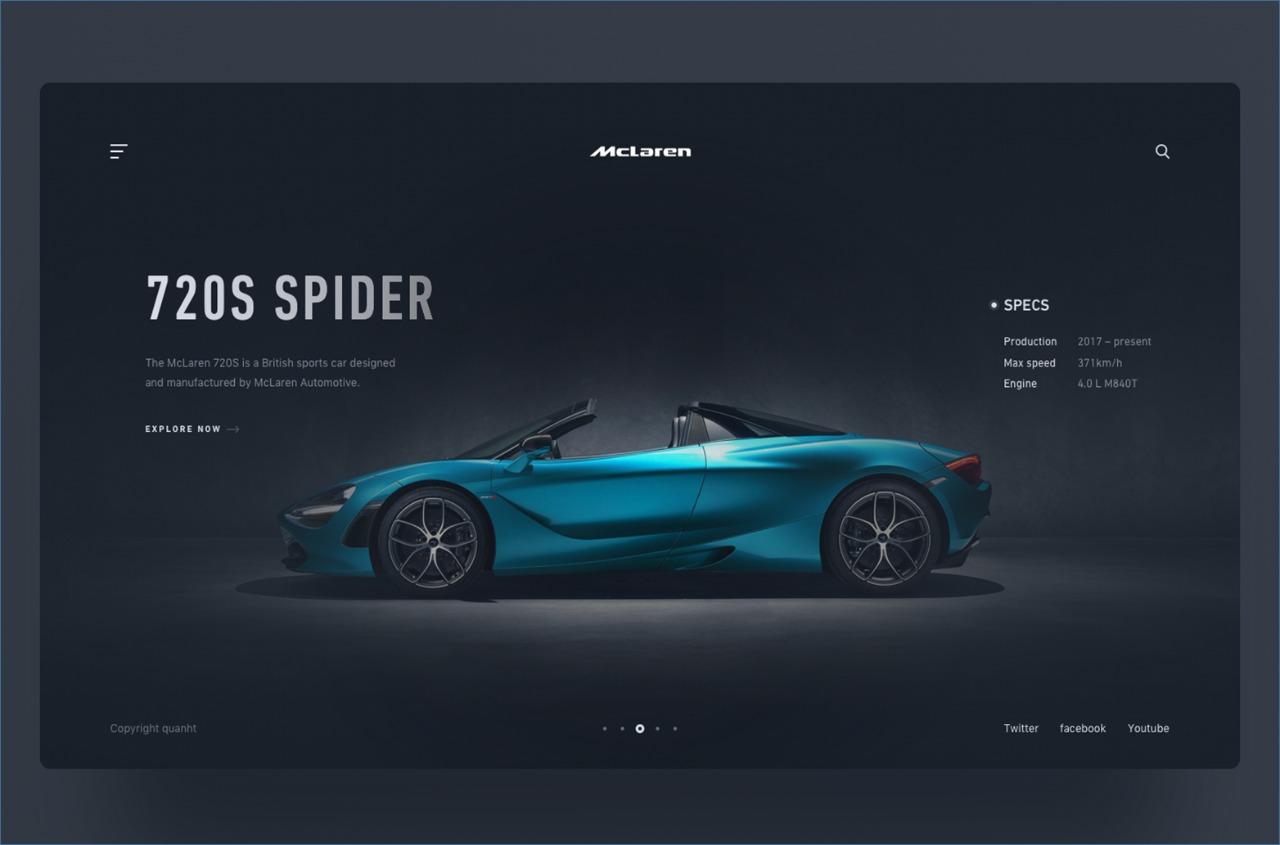 McLaren
720S SPIDER
The McLaren 720S is a British sports car designed
and manufactured by McLaren Automotive.
EXPLORE NOW
SPECS
Production 2017 – present
Max speed 371km/h
Engine 4.0 L M840T
Copyright quanht
Twitter facebook Youtube